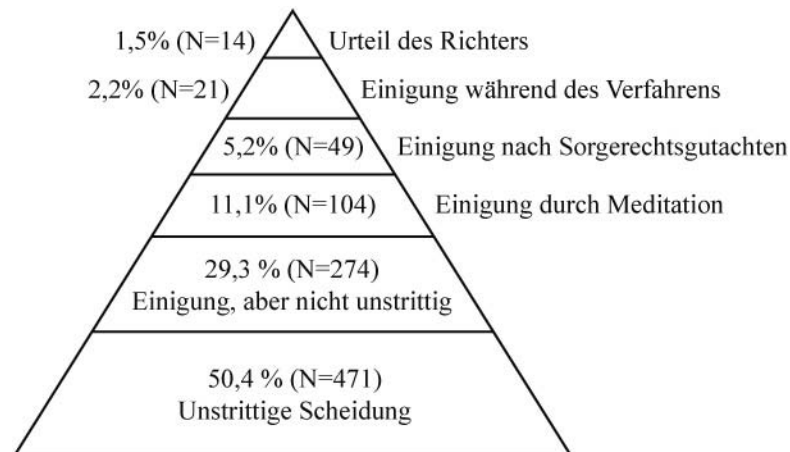 1,5% (N=14) Urteil des Richters
2,2% (N=21) Einigung während des Verfahrens
5,2% (N=49) Einigung nach Sorgerechtsgutachten
11,1% (N=104) Einigung durch Meditation
29,3 % (N=274)
Einigung, aber nicht unstrittig
50,4 % (N=471)
Unstrittige Scheidung